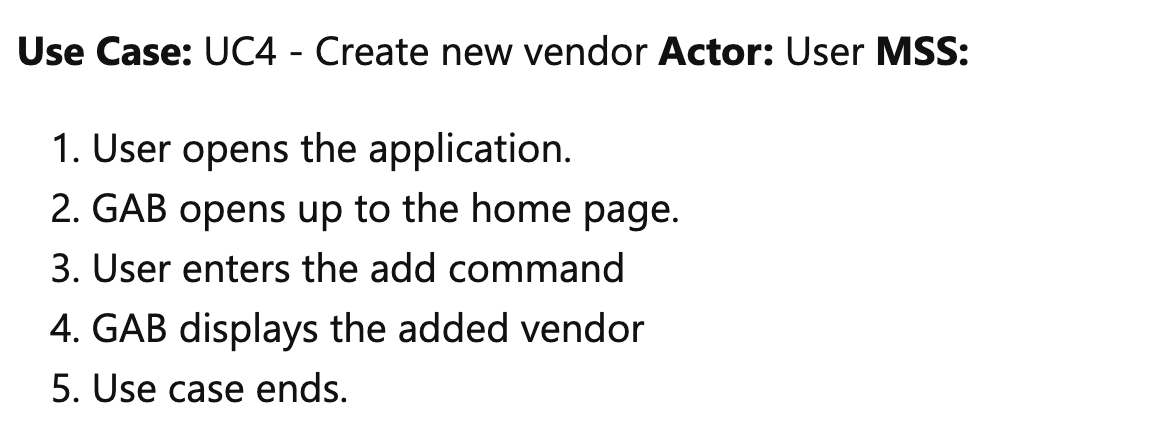 Use Case: UC4 - Create new vendor Actor: User MSS:
1. User opens the application.
2. GAB opens up to the home page.
3. User enters the add command
4. GAB displays the added vendor
5. Use case ends.